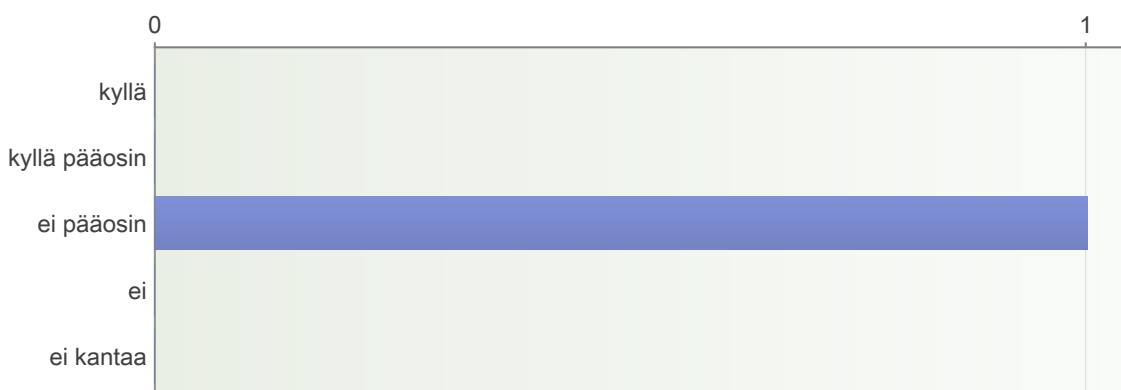 0 1
kyllä
kyllä pääosin
ei pääosin
ei
ei kantaa